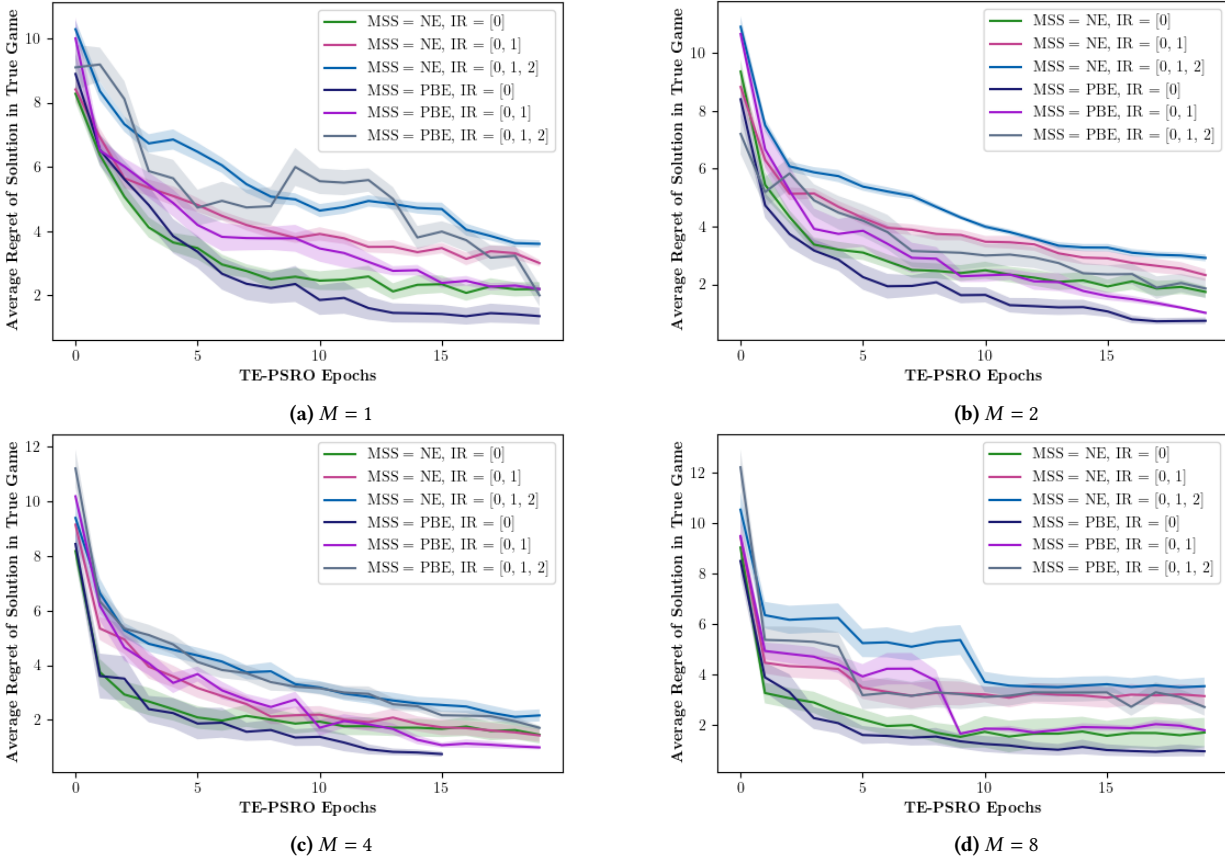 Average Regret of Solution in True Game
10
8
6
4
2
MSS = NE, IR = [0]
MSS = NE, IR = [0, 1]
MSS = NE, IR = [0, 1, 2]
MSS = PBE, IR = [0]
MSS = PBE, IR = [0, 1]
MSS = PBE, IR = [0, 1, 2]
0 5 10 15
TE-PSRO Epochs
(a) M = 1
Average Regret of Solution in True Game
10
8
6
4
2
MSS = NE, IR = [0]
MSS = NE, IR = [0, 1]
MSS = NE, IR = [0, 1, 2]
MSS = PBE, IR = [0]
MSS = PBE, IR = [0, 1]
MSS = PBE, IR = [0, 1, 2]
0 5 10 15
TE-PSRO Epochs
(b) M = 2
Average Regret of Solution in True Game
12
10
8
6
4
2
MSS = NE, IR = [0]
MSS = NE, IR = [0, 1]
MSS = NE, IR = [0, 1, 2]
MSS = PBE, IR = [0]
MSS = PBE, IR = [0, 1]
MSS = PBE, IR = [0, 1, 2]
0 5 10 15
TE-PSRO Epochs
(c) M = 4
Average Regret of Solution in True Game
12
10
8
6
4
2
MSS = NE, IR = [0]
MSS = NE, IR = [0, 1]
MSS = NE, IR = [0, 1, 2]
MSS = PBE, IR = [0]
MSS = PBE, IR = [0, 1]
MSS = PBE, IR = [0, 1, 2]
0 5 10 15
TE-PSRO Epochs
(d) M = 8